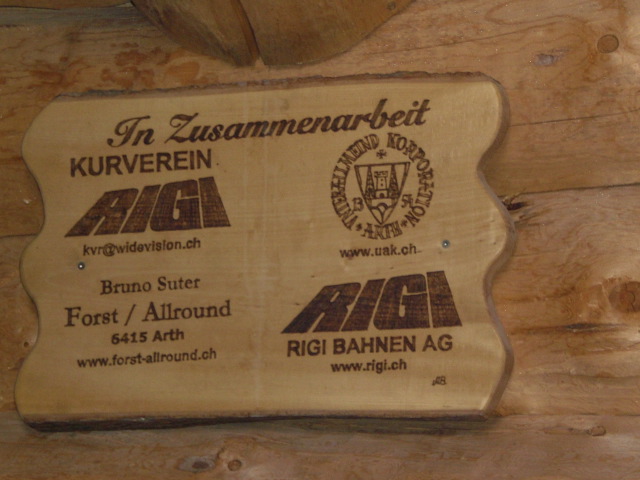 In Zusammenarbeit
KURVEREIN
RIGI
kvr@widevision.ch
Bruno Suter
Forst / Allround
6415 Arth
www.forst-allround.ch
VNTERALLMEIND KORPORATION
ARTH
www.uak.ch
RIGI
RIGI BAHNEN AG
www.rigi.ch